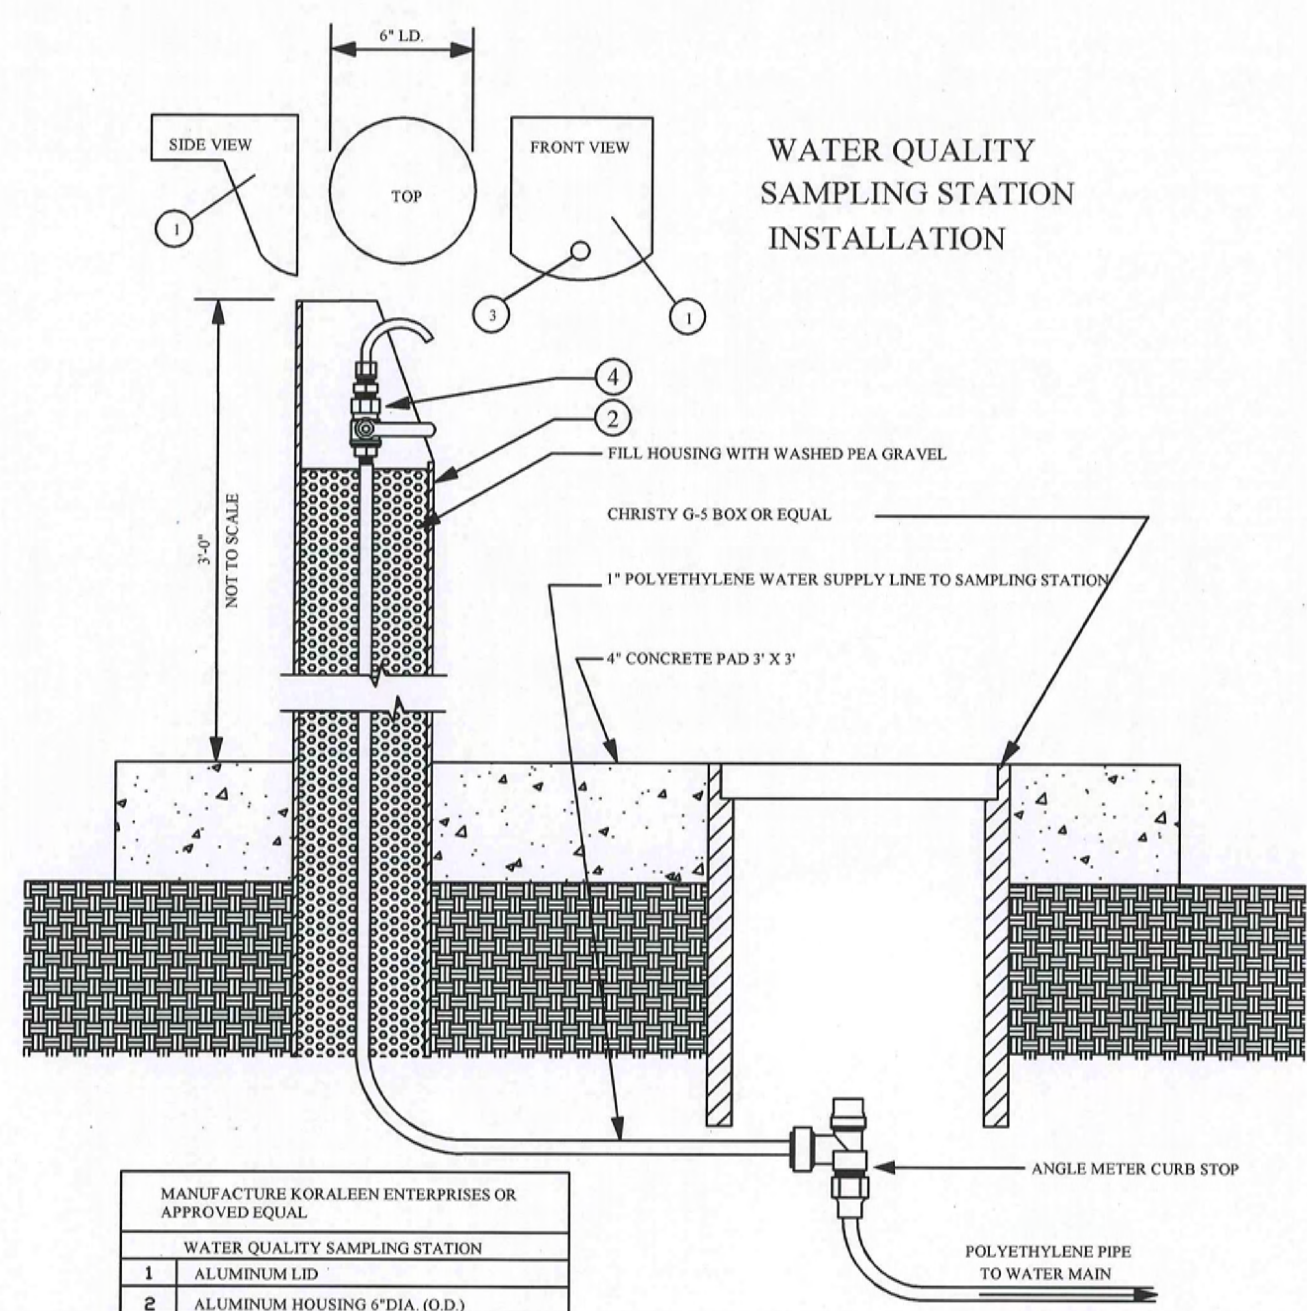 6" LD.
SIDE VIEW
TOP
FRONT VIEW
WATER QUALITY
SAMPLING STATION
INSTALLATION
1
3
1
4
2
FILL HOUSING WITH WASHED PEA GRAVEL
CHRISTY G-5 BOX OR EQUAL
3'-0"
NOT TO SCALE
1" POLYETHYLENE WATER SUPPLY LINE TO SAMPLING STATION
4" CONCRETE PAD 3' X 3'
ANGLE METER CURB STOP
MANUFACTURE KORALEEN ENTERPRISES OR
APPROVED EQUAL
WATER QUALITY SAMPLING STATION
1 ALUMINUM LID
2 ALUMINUM HOUSING 6"DIA. (O.D.)
POLYETHYLENE PIPE
TO WATER MAIN